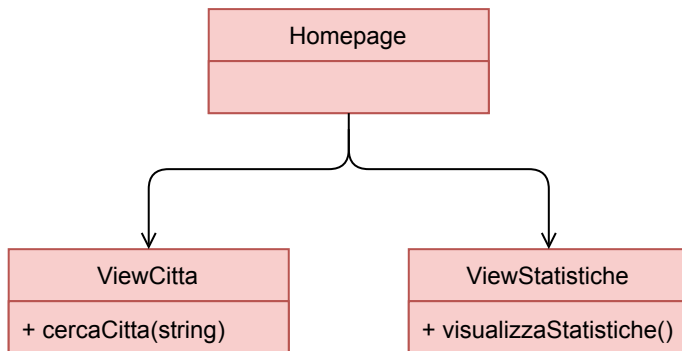 Homepage
ViewCitta
+ cercaCitta(string)
ViewStatistiche
+ visualizzaStatistiche()